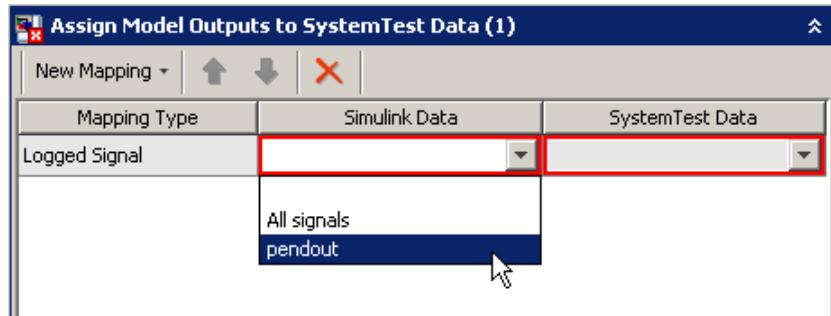 Assign Model Outputs to SystemTest Data (1)
New Mapping
Mapping Type Simulink Data SystemTest Data
Logged Signal
All signals
pendout